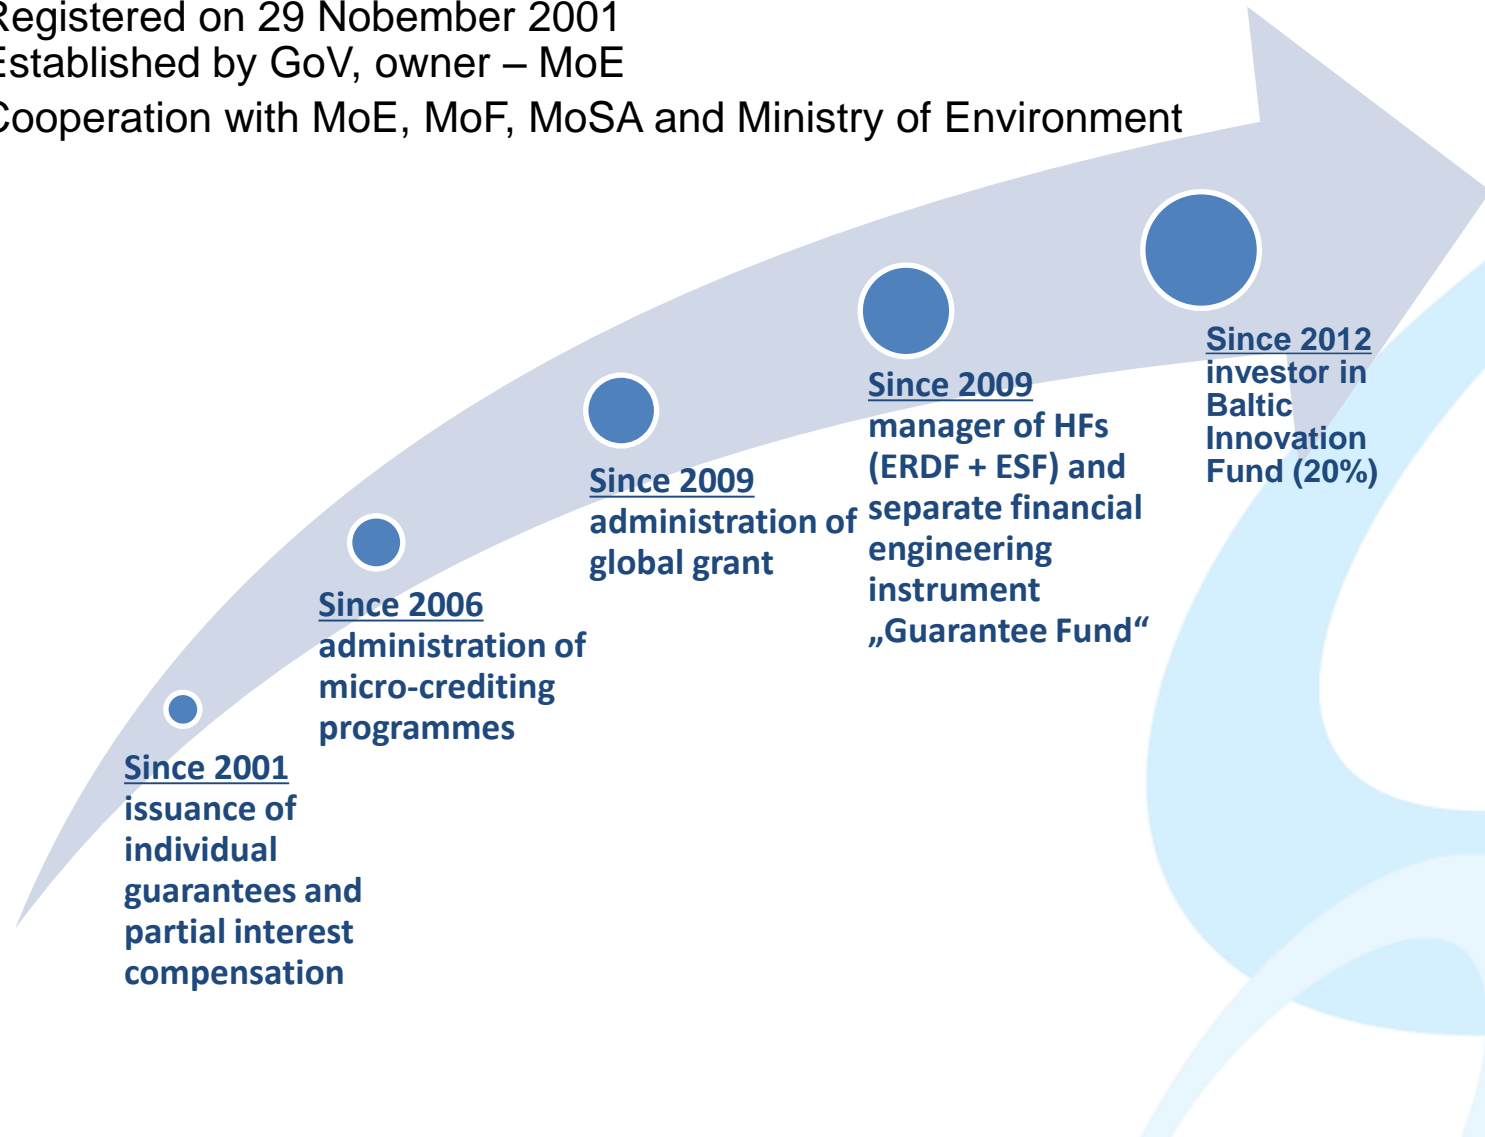 Registered on 29 Nobember 2001
Established by GoV, owner – MoE
Cooperation with MoE, MoF, MoSA and Ministry of Environment
Since 2001
issuance of
individual
guarantees and
partial interest
compensation
Since 2006
administration of
micro-crediting
programmes
Since 2009
administration of
global grant
Since 2009
manager of HFs
(ERDF + ESF) and
separate financial
engineering
instrument
„Guarantee Fund“
Since 2012
investor in
Baltic
Innovation
Fund (20%)